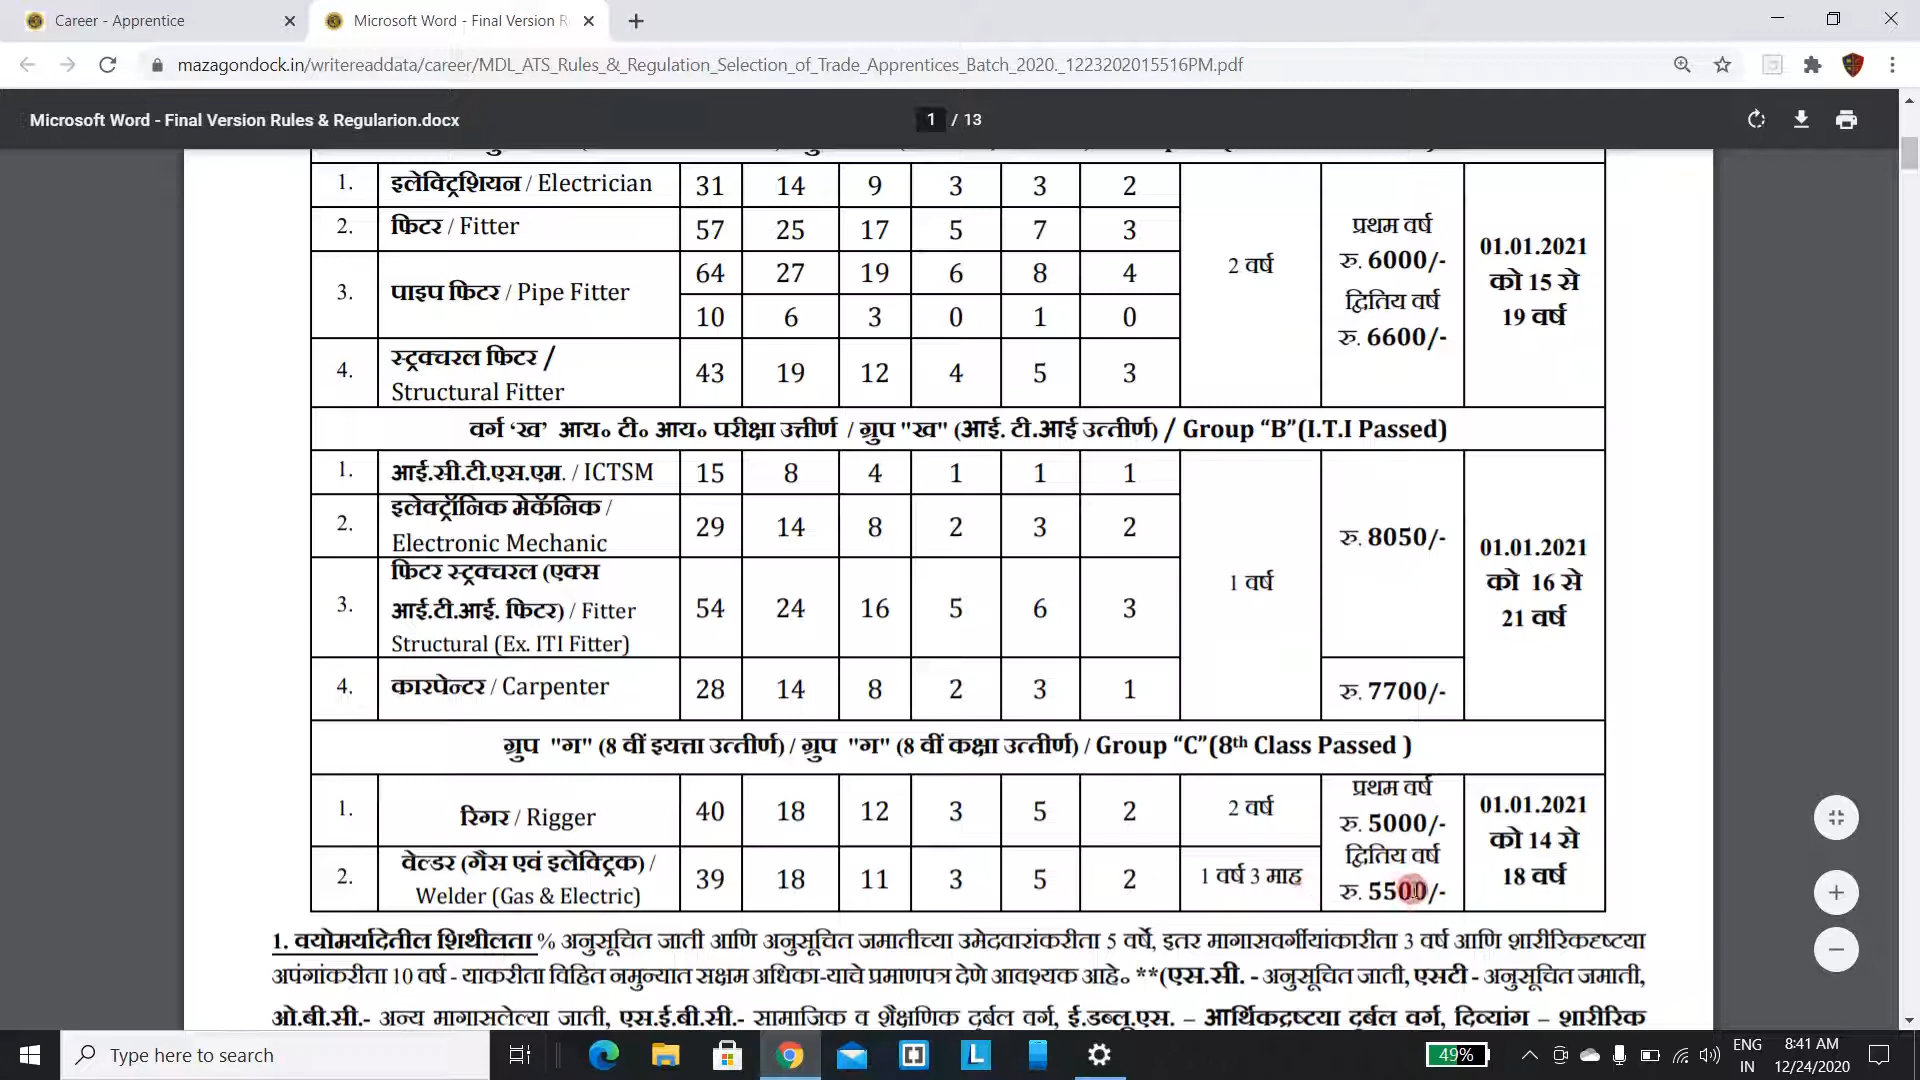 Career - Apprentice
Microsoft Word - Final Version R
mazagondock.in/writereaddata/career/MDL_ATS_Rules_&_Regulation_Selection_of_Trade_Apprentices_Batch_2020._1223202015516PM.pdf
Microsoft Word - Final Version Rules & Regularion.docx
1 / 13
1. इलेक्ट्रिशियन / Electrician 31 14 9 3 3 2
2. फिटर / Fitter 57 25 17 5 7 3
3. पाइप फिटर / Pipe Fitter 64 27 19 6 8 4
10 6 3 0 1 0
4. स्ट्रक्चरल फिटर /
Structural Fitter 43 19 12 4 5 3
2 वर्ष
प्रथम वर्ष
रु. 6000/-
द्वितिय वर्ष
रु. 6600/-
01.01.2021
को 15 से
19 वर्ष
वर्ग ‘ख’ आय० टी० आय० परीक्षा उत्तीर्ण / ग्रुप "ख" (आई. टी.आई उत्तीर्ण) / Group “B”(I.T.I Passed)
1. आई.सी.टी.एस.एम. / ICTSM 15 8 4 1 1 1
2. इलेक्ट्रॉनिक मेकॅनिक /
Electronic Mechanic 29 14 8 2 3 2
3. फिटर स्ट्रक्चरल (एक्स
आई.टी.आई. फिटर) / Fitter
Structural (Ex. ITI Fitter) 54 24 16 5 6 3
4. कारपेन्टर / Carpenter 28 14 8 2 3 1
1 वर्ष
रु. 8050/-
रु. 7700/-
01.01.2021
को 16 से
21 वर्ष
ग्रुप "ग" (8 वीं इयत्ता उत्तीर्ण) / ग्रुप "ग" (8 वीं कक्षा उत्तीर्ण) / Group “C”(8th Class Passed )
1. रिगर / Rigger 40 18 12 3 5 2 2 वर्ष
2. वेल्डर (गैस एवं इलेक्ट्रिक) /
Welder (Gas & Electric) 39 18 11 3 5 2 1 वर्ष 3 माह
प्रथम वर्ष
रु. 5000/-
द्वितिय वर्ष
रु. 5500/-
01.01.2021
को 14 से
18 वर्ष
1. वयोमर्यादेतील शिथीलता % अनुसूचित जाती आणि अनुसूचित जमातीच्या उमेदवारांकरीता 5 वर्षे, इतर मागासवर्गीयांकारीता 3 वर्ष आणि शारीरिकदृष्टया
अपंगांकरीता 10 वर्ष - याकरीता विहित नमुन्यात सक्षम अधिका-याचे प्रमाणपत्र देणे आवश्यक आहे० **(एस.सी. - अनुसूचित जाती, एसटी - अनुसूचित जमाती,
ओ.बी.सी.- अन्य मागासलेल्या जाती, एस.ई.बी.सी.- सामाजिक व शैक्षणिक दुर्बल वर्ग, ई.डब्लू.एस. – आर्थिकद्रष्टया दुर्बल वर्ग, दिव्यांग – शारीरिक
Type here to search
49%
ENG
IN
8:41 AM
12/24/2020